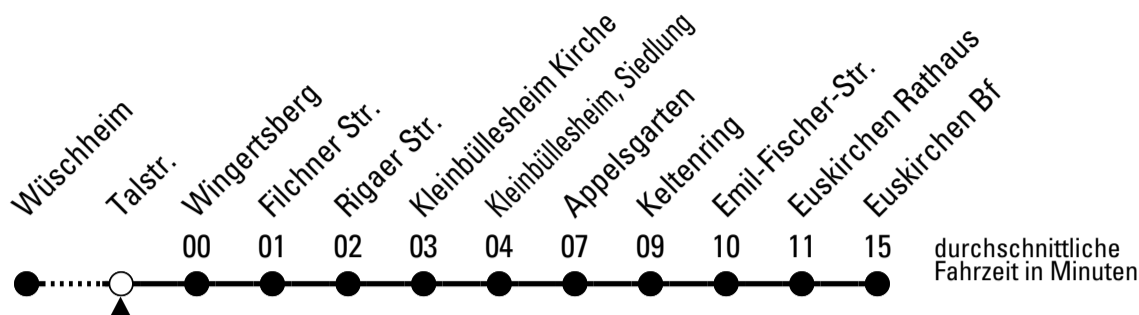 Wüschheim
Talstr.
Wingertsberg
Filchner Str.
Rigaer Str.
Kleinbüllesheim Kirche
Kleinbüllesheim, Siedlung
Appelsgarten
Keltenring
Emil-Fischer-Str.
Euskirchen Rathaus
Euskirchen Bf
00 01 02 03 04 07 09 10 11 15
durchschnittliche
Fahrzeit in Minuten